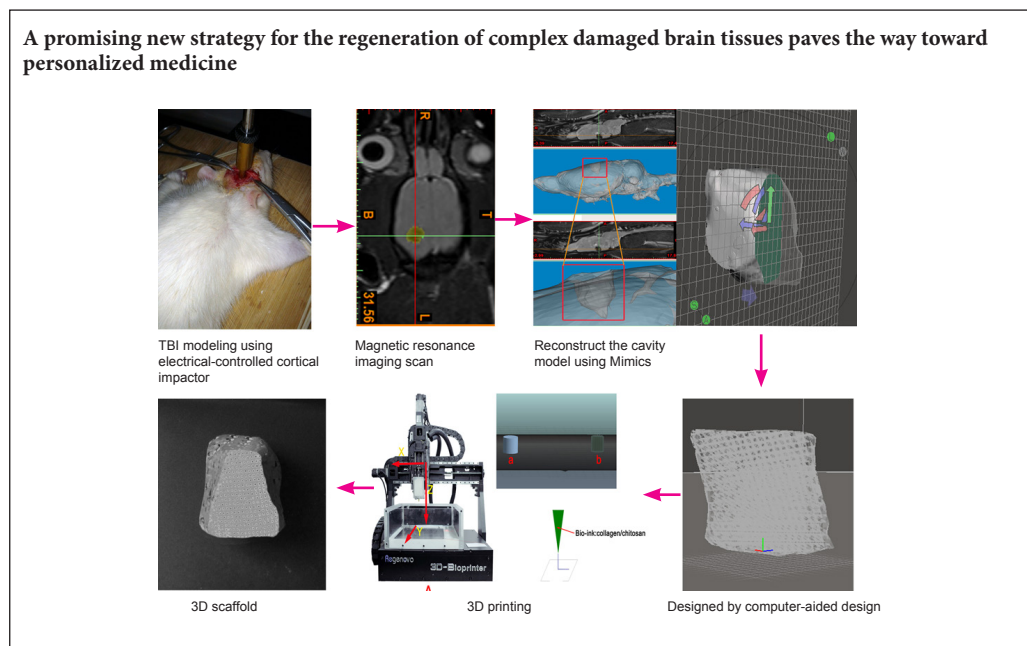 A promising new strategy for the regeneration of complex damaged brain tissues paves the way toward
personalized medicine
R
B
T
31.56
L
TBI modeling using
electrical-controlled cortical
impactor
Magnetic resonance
imaging scan
Reconstruct the cavity
model using Mimics
X
Z
Y
Regenovo
3D-Bioprinter
A
a
b
Bio-ink:collagen/chitosan
3D scaffold
3D printing
Designed by computer-aided design